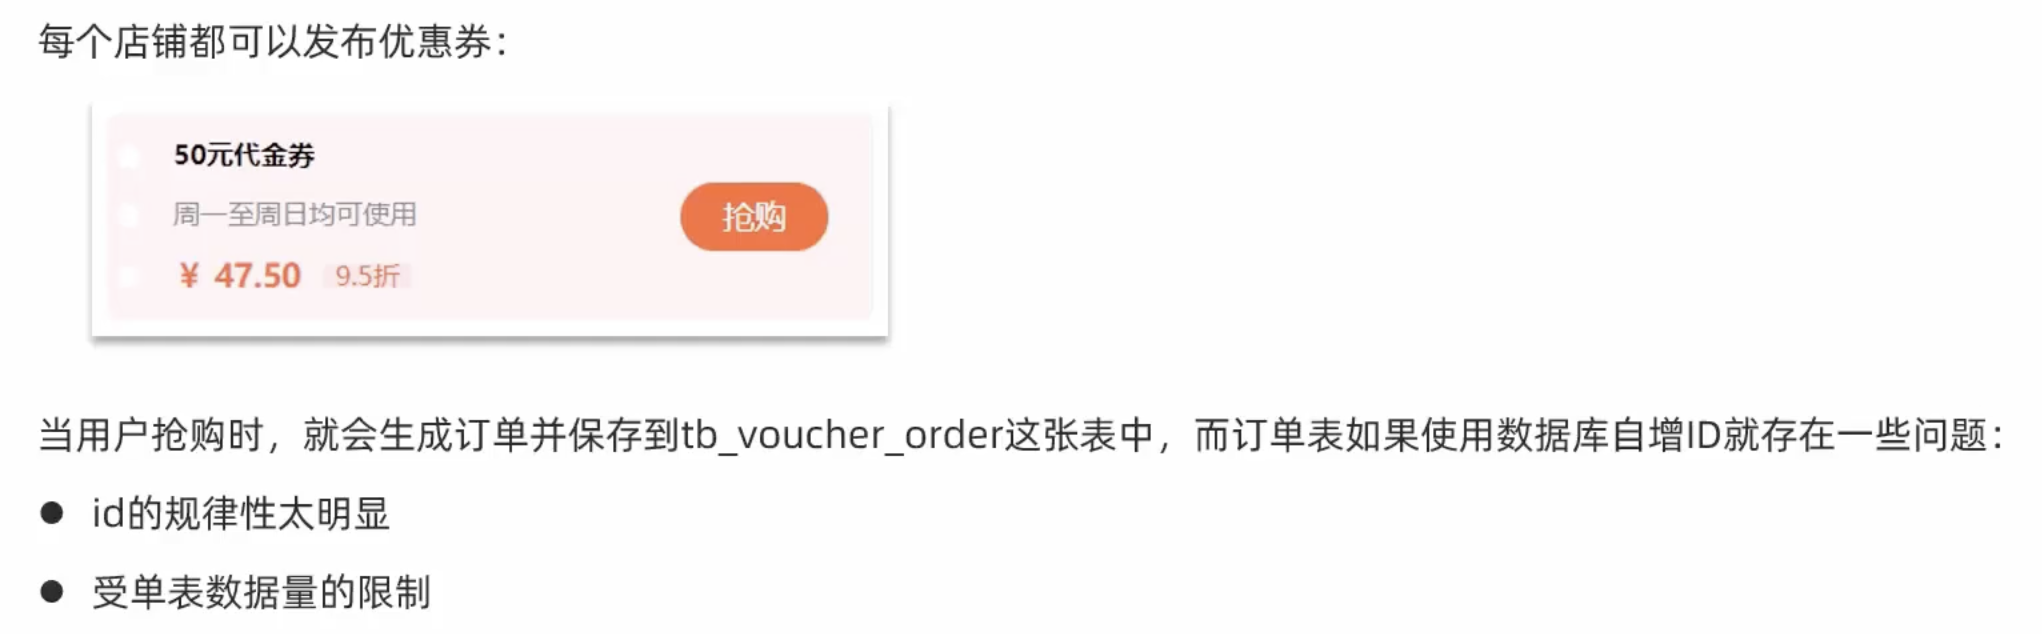 每个店铺都可以发布优惠券：
50元代金券
周一至周日均可使用
抢购
¥ 47.50 9.5折
当用户抢购时，就会生成订单并保存到tb_voucher_order这张表中，而订单表如果使用数据库自增ID就存在一些问题：
● id的规律性太明显
● 受单表数据量的限制